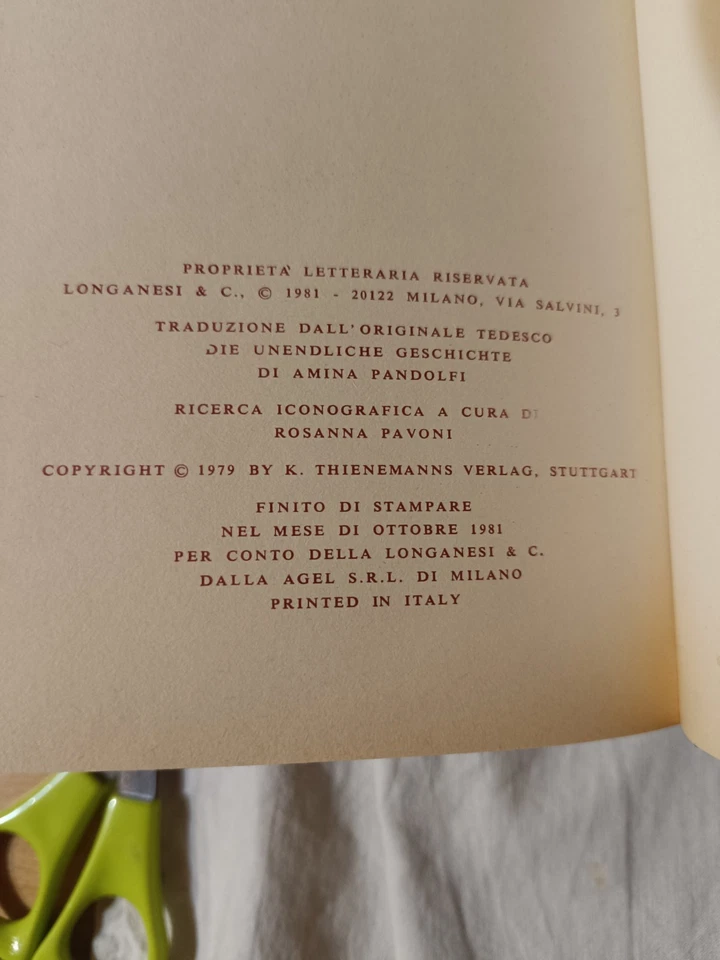 PROPRIETA' LETTERARIA RISERVATA
LONGANESI & C., © 1981 - 20122 MILANO, VIA SALVINI, 3
TRADUZIONE DALL'ORIGINALE TEDESCO
DIE UNENDLICHE GESCHICHTE
DI AMINA PANDOLFI
RICERCA ICONOGRAFICA A CURA DI
ROSANNA PAVONI
COPYRIGHT © 1979 BY K. THIENEMANNS VERLAG, STUTTGART
FINITO DI STAMPARE
NEL MESE DI OTTOBRE 1981
PER CONTO DELLA LONGANESI & C.
DALLA AGEL S.R.L. DI MILANO
PRINTED IN ITALY